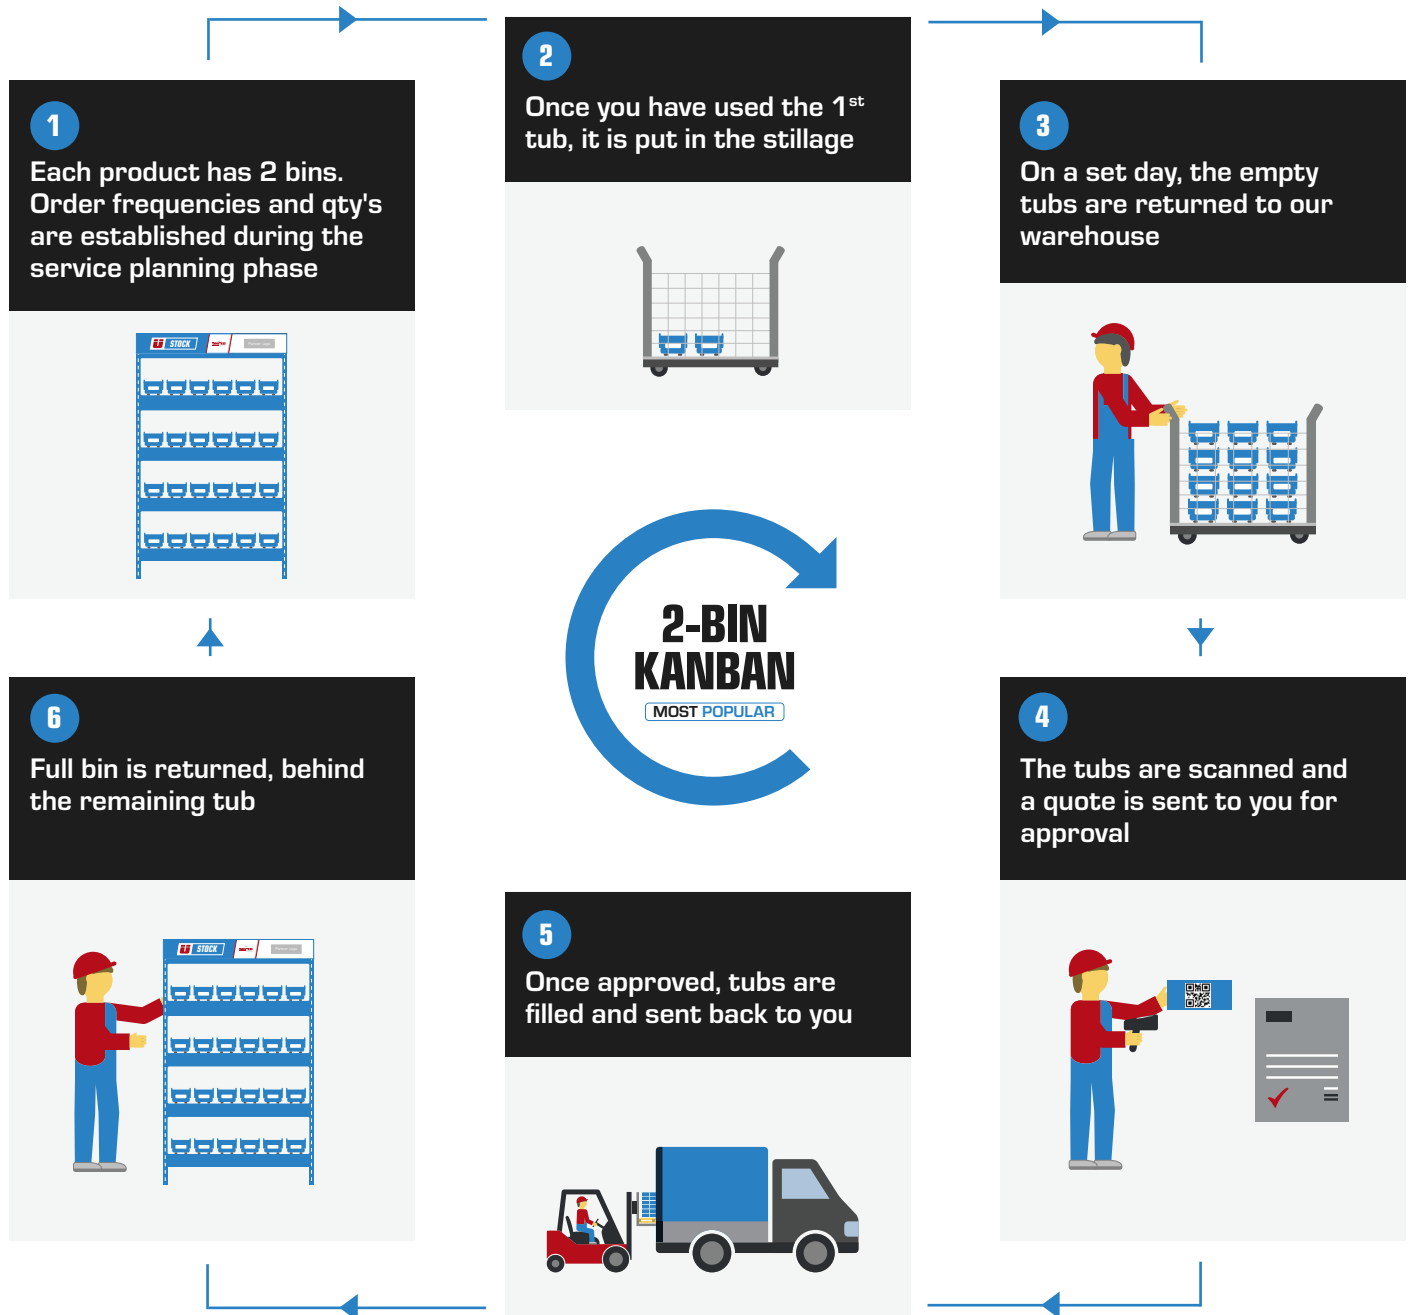 1
Each product has 2 bins.
Order frequencies and qty's
are established during the
service planning phase
STOCK
2
Once you have used the 1st
tub, it is put in the stillage
3
On a set day, the empty
tubs are returned to our
warehouse
2-BIN
KANBAN
MOST POPULAR
4
The tubs are scanned and
a quote is sent to you for
approval
5
Once approved, tubs are
filled and sent back to you
6
Full bin is returned, behind
the remaining tub
STOCK